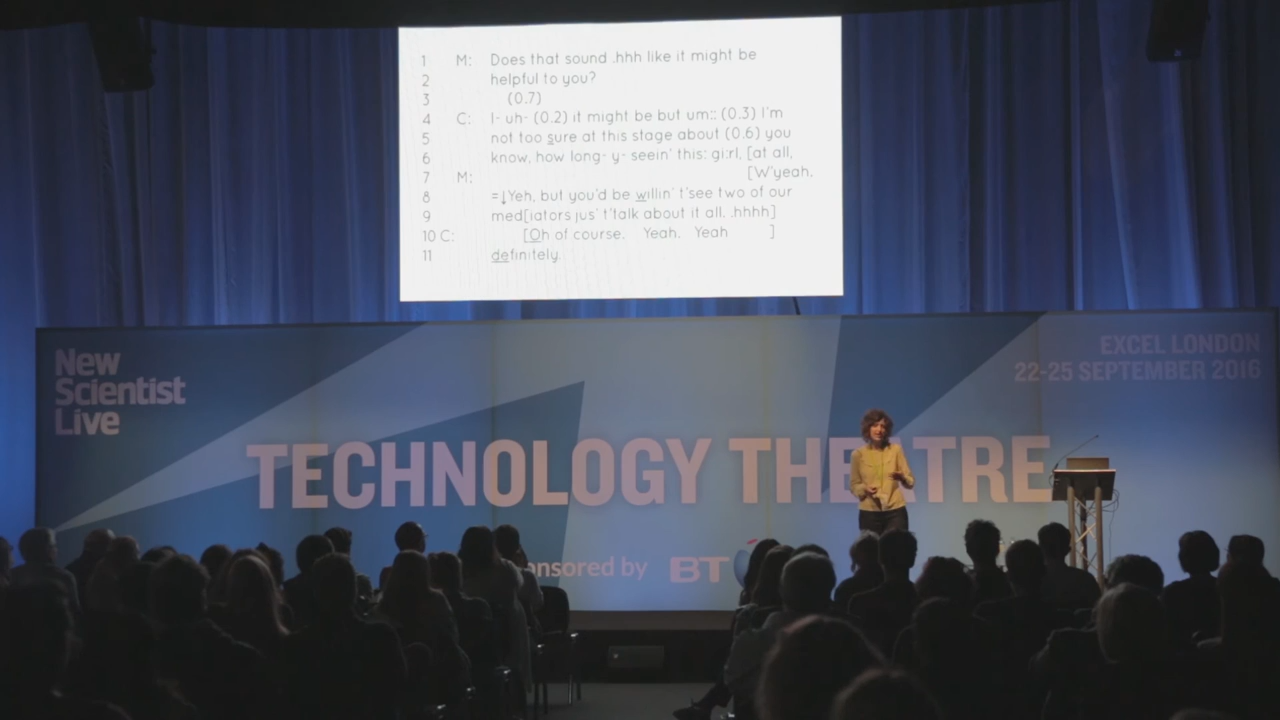 1 M: Does that sound .hhh like it might be
2 helpful to you?
3 (0.7)
4 C: I- uh- (0.2) it might be but um:: (0.3) I'm
5 not too sure at this stage about (0.6) you
6 know, how long- y- seein' this: gi:rl, [at all,
7 M: [W'yeah.
8 =↓Yeh, but you'd be willin' t'see two of our
9 med[iators jus' t'talk about it all. .hhhh]
10 C: [Oh of course. Yeah. Yeah ]
11 definitely.
New
Scientist
Live
EXCEL LONDON
22-25 SEPTEMBER 2016
TECHNOLOGY THEATRE
onsored by BT